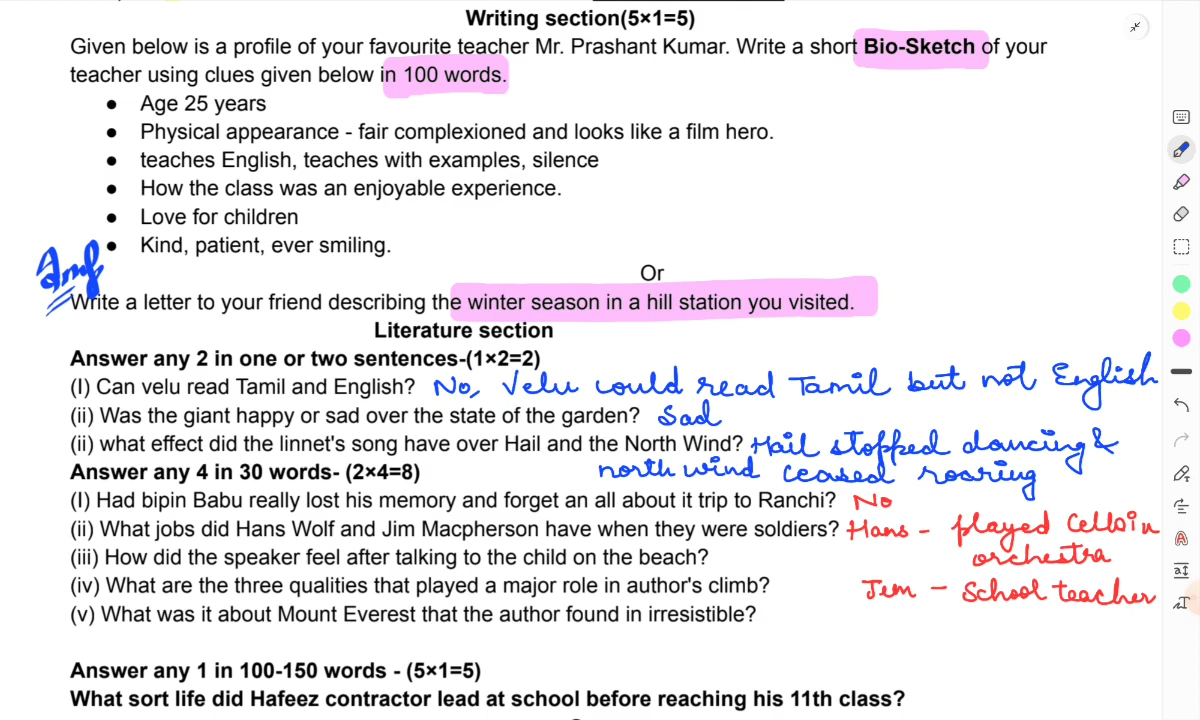 Writing section(5×1=5)
Given below is a profile of your favourite teacher Mr. Prashant Kumar. Write a short Bio-Sketch of your
teacher using clues given below in 100 words.
● Age 25 years
● Physical appearance - fair complexioned and looks like a film hero.
● teaches English, teaches with examples, silence
● How the class was an enjoyable experience.
● Love for children
● Kind, patient, ever smiling.
Or
Write a letter to your friend describing the winter season in a hill station you visited.
Literature section
Answer any 2 in one or two sentences-(1×2=2)
(I) Can velu read Tamil and English? No, Velu could read Tamil but not English
(ii) Was the giant happy or sad over the state of the garden? Sad
(ii) what effect did the linnet's song have over Hail and the North Wind? Hail stopped dancing &
north wind ceased roaring
Answer any 4 in 30 words- (2×4=8)
(I) Had bipin Babu really lost his memory and forget an all about it trip to Ranchi? No
(ii) What jobs did Hans Wolf and Jim Macpherson have when they were soldiers? Hans - played Cello in
orchestra
(iii) How did the speaker feel after talking to the child on the beach?
(iv) What are the three qualities that played a major role in author's climb? Jem - School teacher
(v) What was it about Mount Everest that the author found in irresistible?
Answer any 1 in 100-150 words - (5×1=5)
What sort life did Hafeez contractor lead at school before reaching his 11th class?